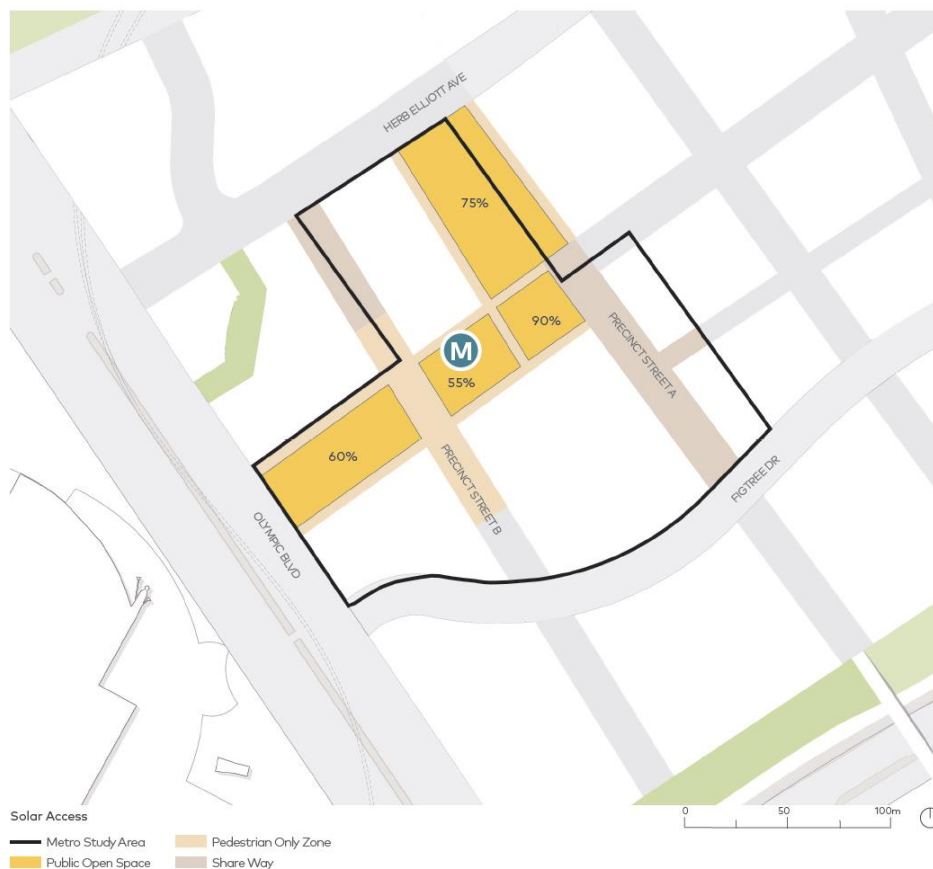 HERB ELLIOTT AVE
75%
90%
M
55%
60%
PRECINCT STREET A
PRECINCT STREET B
FIGTREE DR
OLYMPIC BLVD
Solar Access
Metro Study Area
Pedestrian Only Zone
Public Open Space
Share Way
0 50 100m